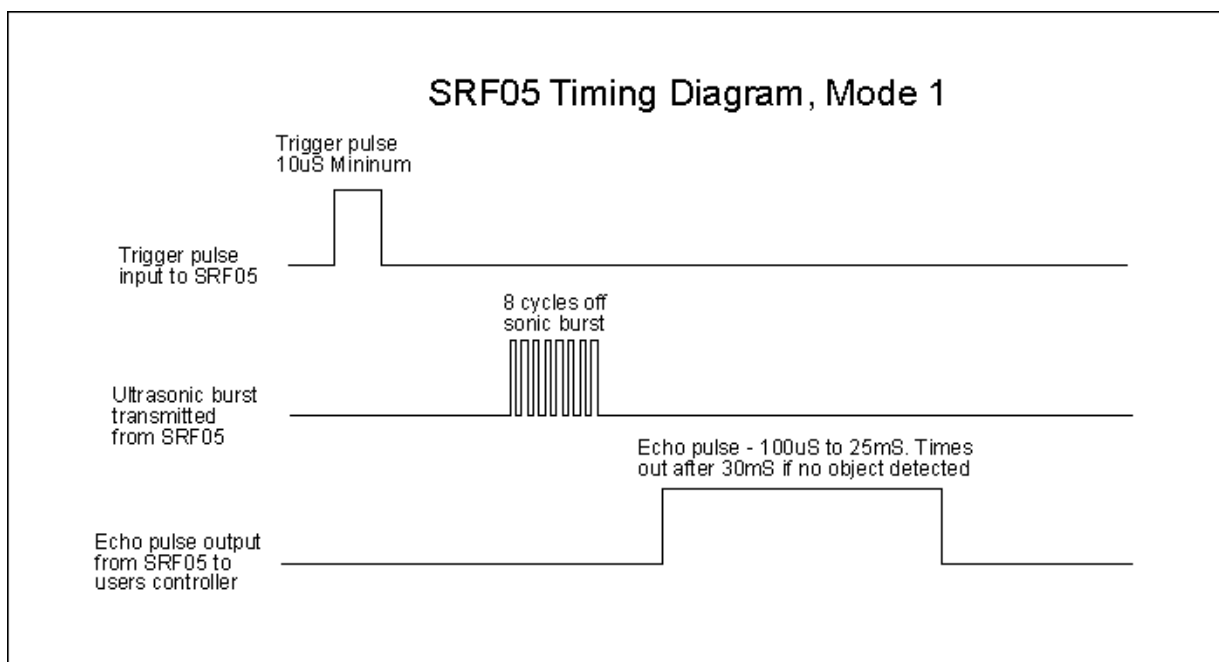 SRF05 Timing Diagram, Mode 1
Trigger pulse
10uS Mininum
Trigger pulse
input to SRF05
8 cycles off
sonic burst
Ultrasonic burst
transmitted
from SRF05
Echo pulse - 100uS to 25mS. Times
out after 30mS if no object detected
Echo pulse output
from SRF05 to
users controller